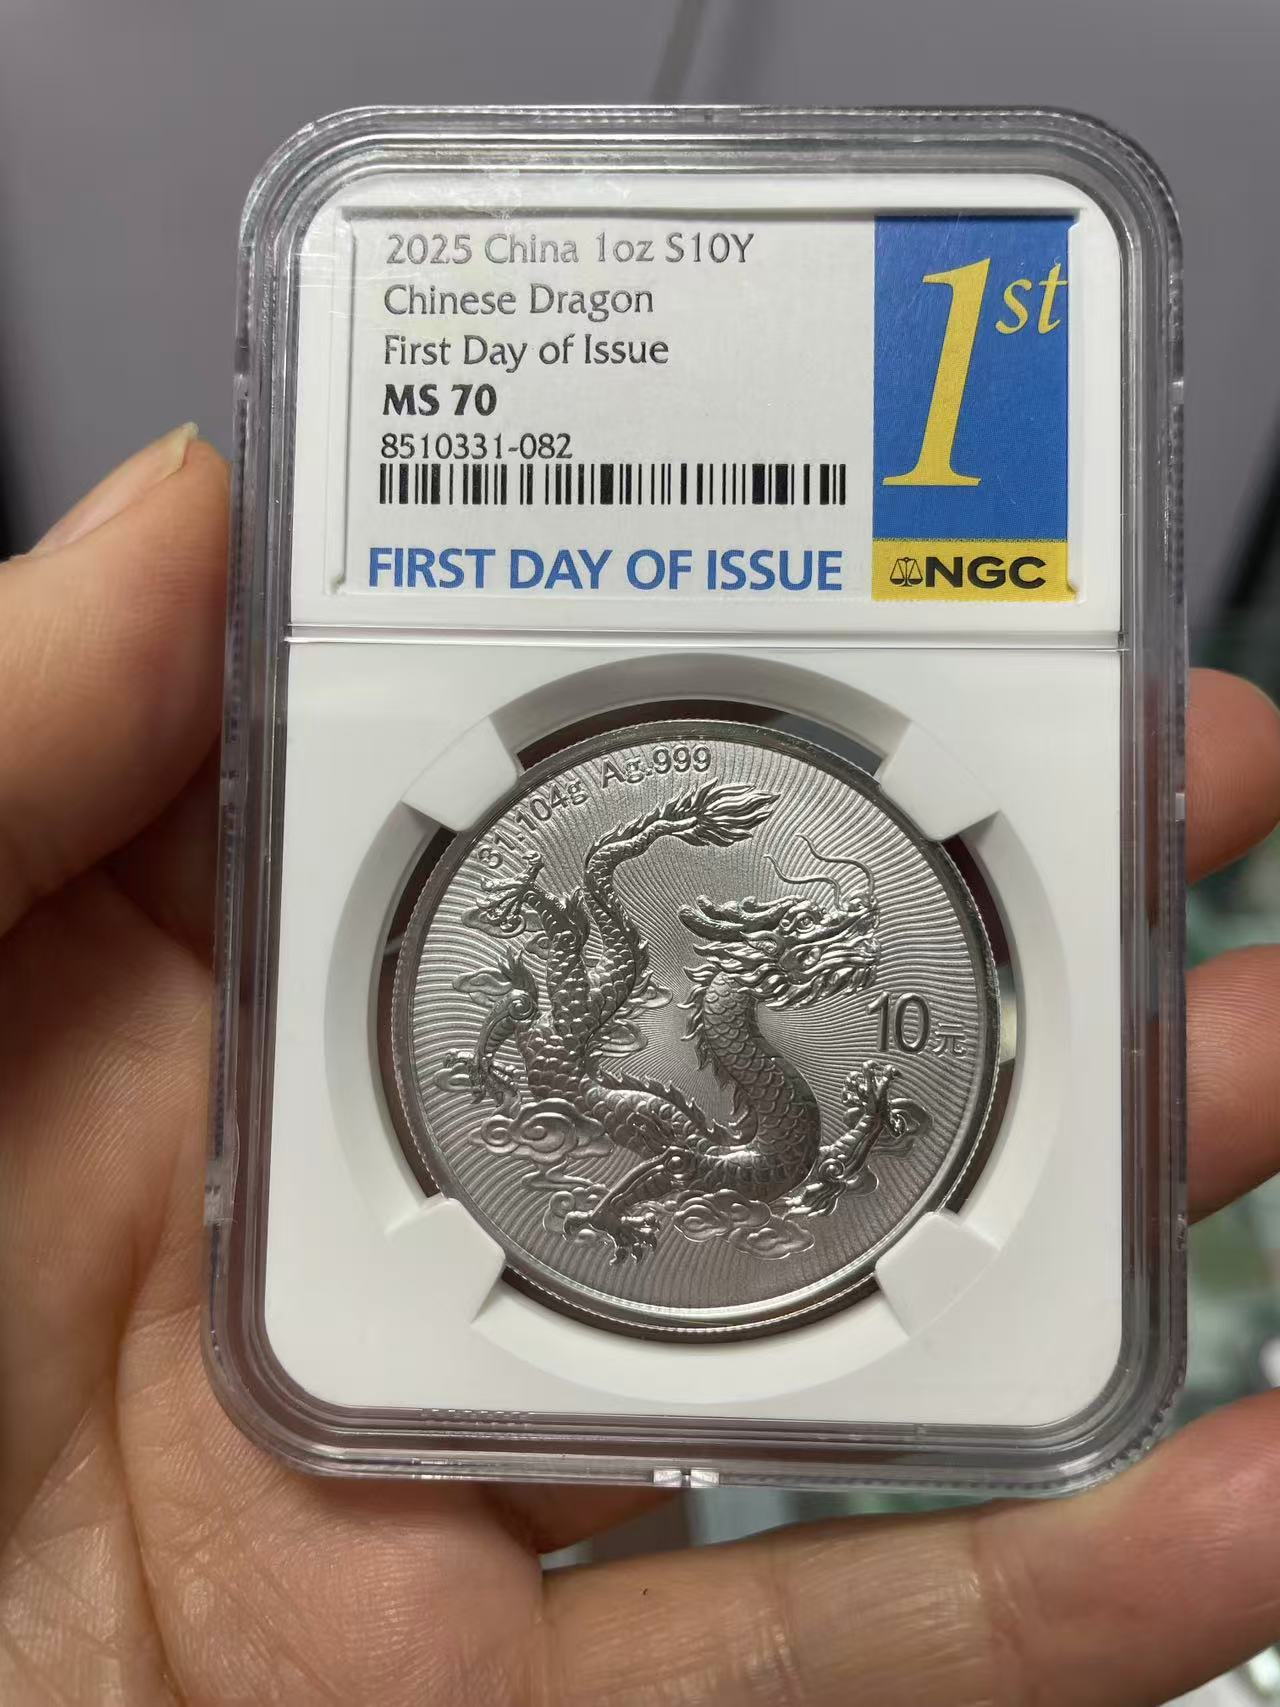 2025 China 1oz S10Y
Chinese Dragon
First Day of Issue
MS 70
8510331-082
FIRST DAY OF ISSUE
1st
NGC
31.104g Ag.999
10元